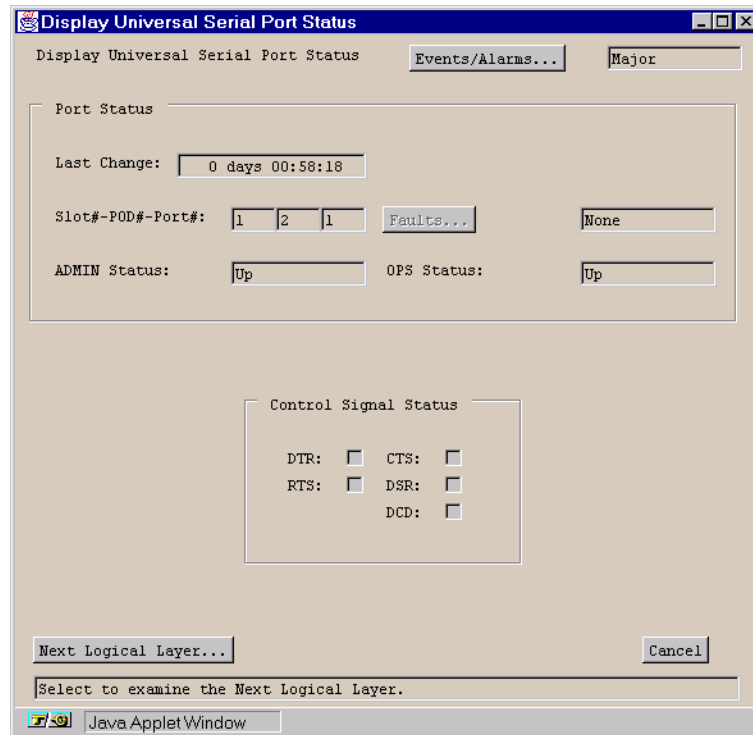 Display Universal Serial Port Status
Display Universal Serial Port Status Events/Alarms... Major
Port Status
Last Change: 0 days 00:58:18
Slot#-POD#-Port#: 1 2 1 Faults... None
ADMIN Status: Up OPS Status: Up
Control Signal Status
DTR: CTS:
RTS: DSR:
DCD:
Next Logical Layer... Cancel
Select to examine the Next Logical Layer.
Java Applet Window